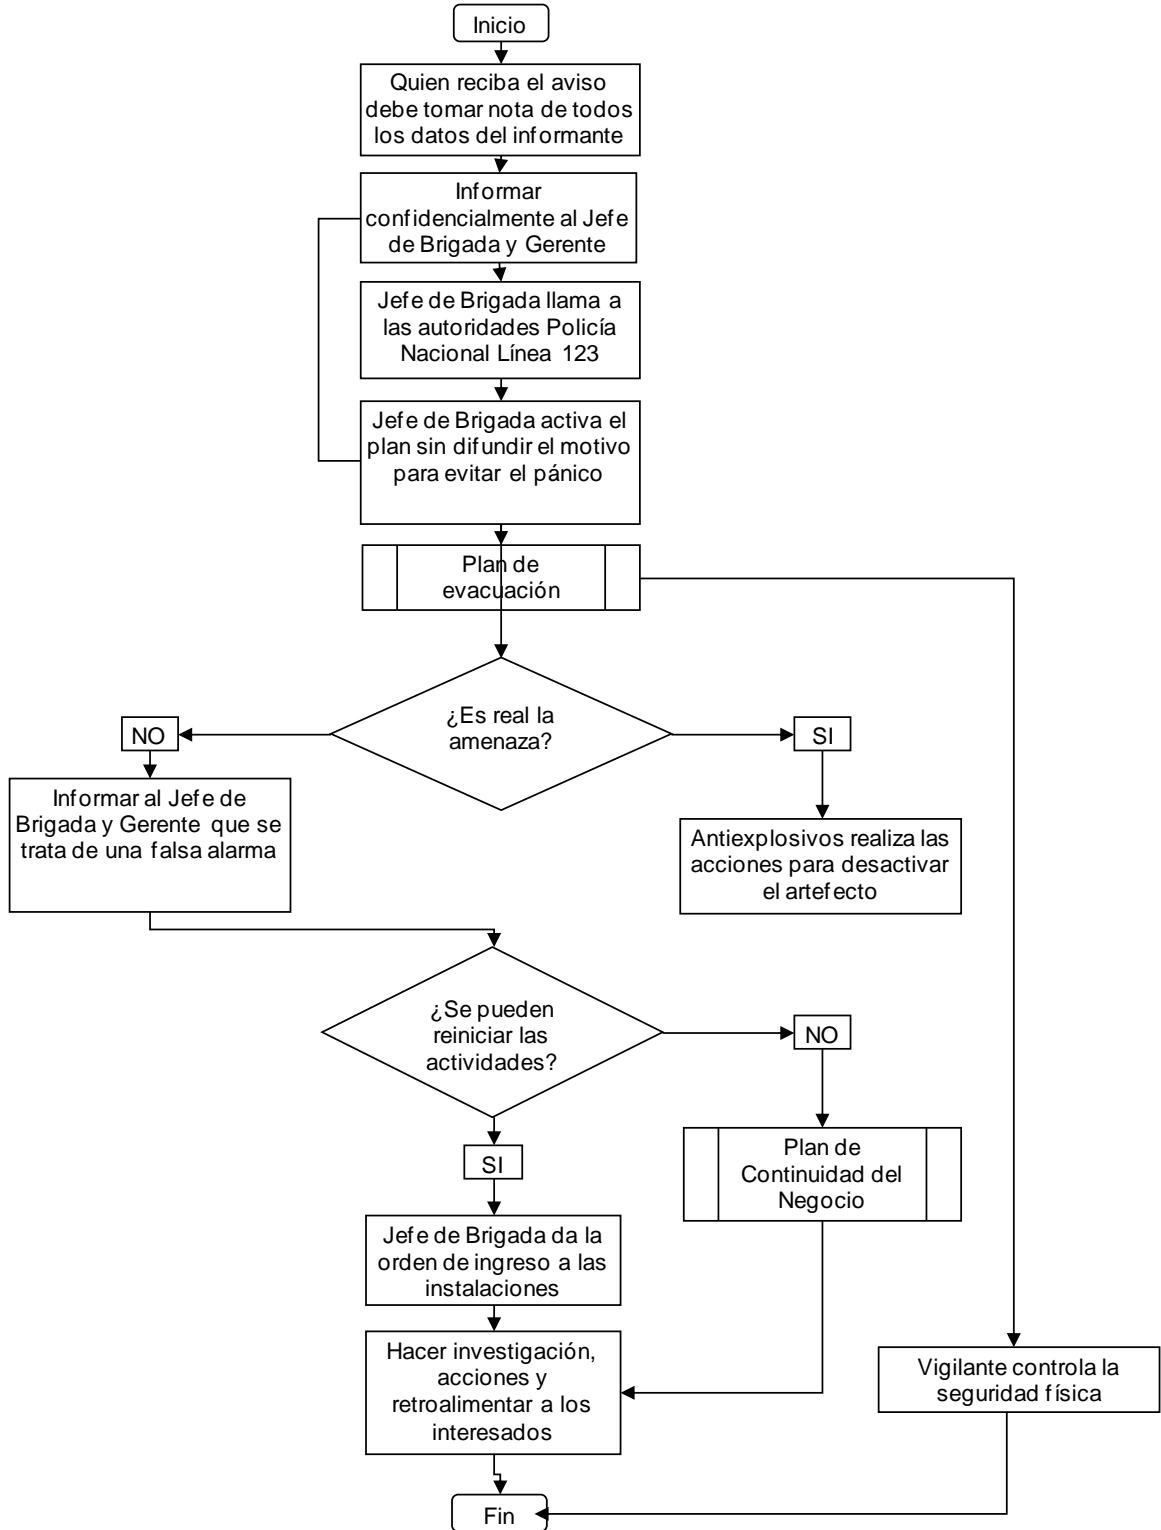 Inicio
Quien reciba el aviso
debe tomar nota de todos
los datos del informante
Informar
confidencialmente al Jefe
de Brigada y Gerente
Jefe de Brigada llama a
las autoridades Policía
Nacional Línea 123
Jefe de Brigada activa el
plan sin difundir el motivo
para evitar el pánico
Plan de
evacuación
¿Es real la
amenaza?
NO
SI
Informar al Jefe de
Brigada y Gerente que se
trata de una falsa alarma
Antiexplosivos realiza las
acciones para desactivar
el artefecto
¿Se pueden
reiniciar las
actividades?
NO
SI
Plan de
Continuidad del
Negocio
Jefe de Brigada da la
orden de ingreso a las
instalaciones
Hacer investigación,
acciones y
retroalimentar a los
interesados
Vigilante controla la
seguridad física
Fin